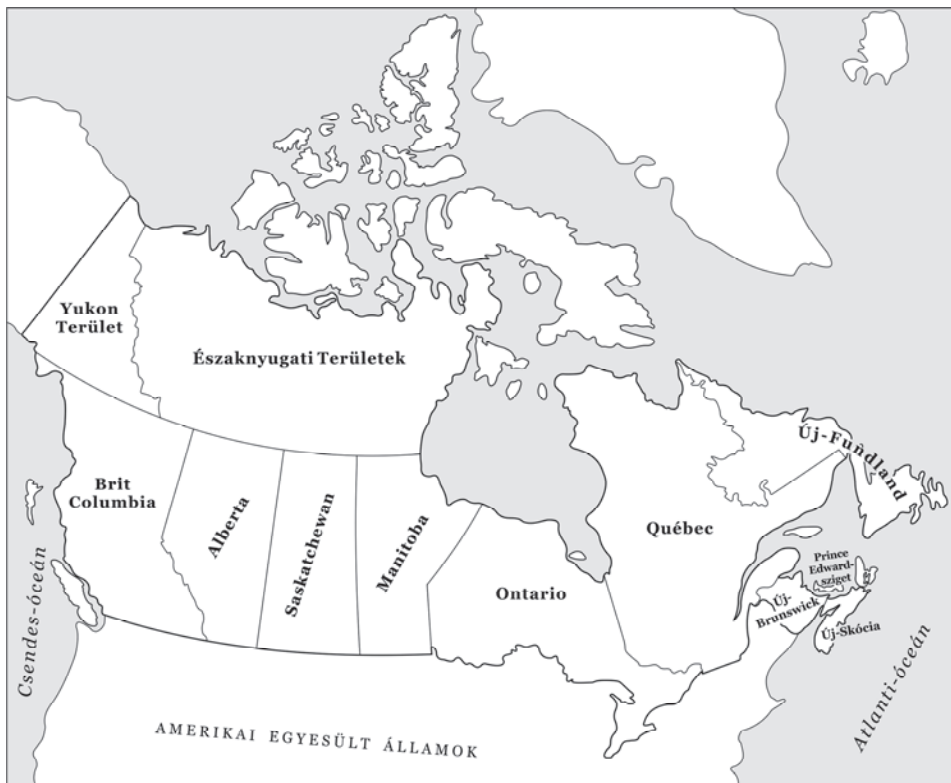 Yukon
Terület
Északnyugati Területek
Brit
Columbia
Alberta
Saskatchewan
Manitoba
Ontario
Québec
Új-Fundland
Prince
Edward-
sziget
Új-
Brunswick
Új-Skócia
Csendes-óceán
Atlanti-óceán
AMERIKAI EGYESÜLT ÁLLAMOK